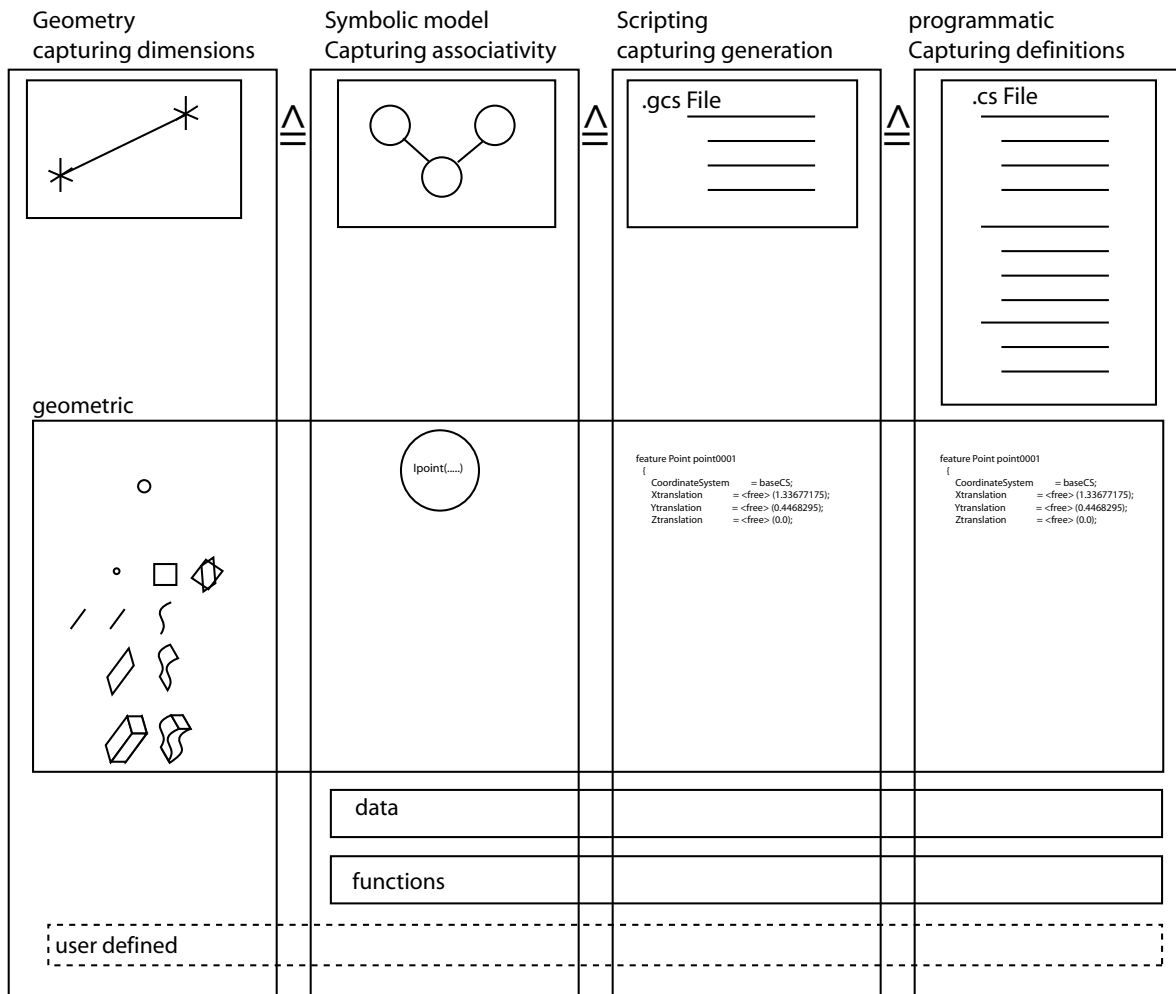 Geometry
capturing dimensions
Symbolic model
Capturing associativity
Scripting
capturing generation
programmatic
Capturing definitions
≙
≙
≙
.gcs File
.cs File
geometric
Ipoint(.....)
feature Point point0001
{
CoordinateSystem = baseCS;
Xtranslation = <free> (1.33677175);
Ytranslation = <free> (0.4468295);
Ztranslation = <free> (0.0);
feature Point point0001
{
CoordinateSystem = baseCS;
Xtranslation = <free> (1.33677175);
Ytranslation = <free> (0.4468295);
Ztranslation = <free> (0.0);
data
functions
user defined